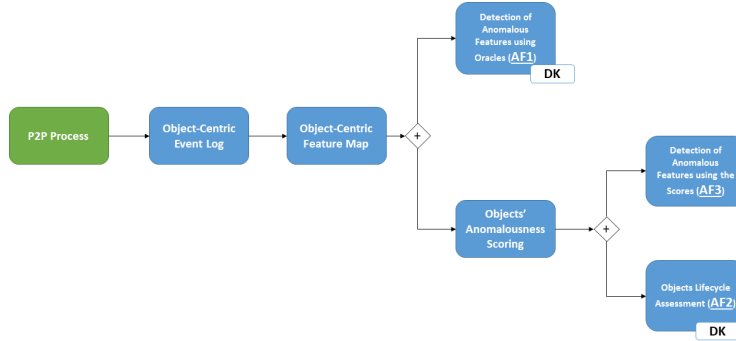 Detection of
Anomalous
Features using
Oracles (AF1)
DK
P2P Process
Object-Centric
Event Log
Object-Centric
Feature Map
+
Detection of
Anomalous
Features using the
Scores (AF3)
Objects'
Anomalousness
Scoring
+
Objects Lifecycle
Assessment (AF2)
DK